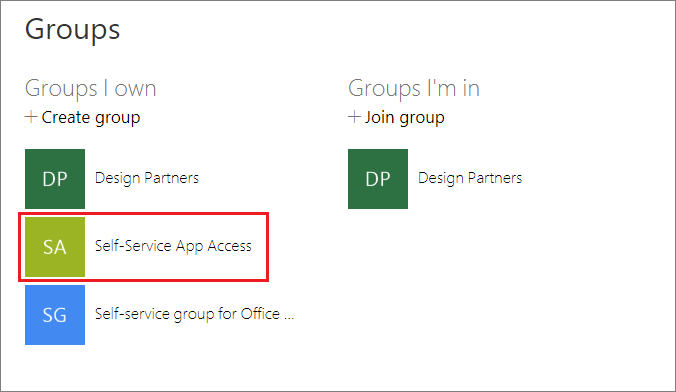 Groups
Groups I own
+ Create group
DP
Design Partners
SA
Self-Service App Access
SG
Self-service group for Office ...
Groups I'm in
+ Join group
DP
Design Partners